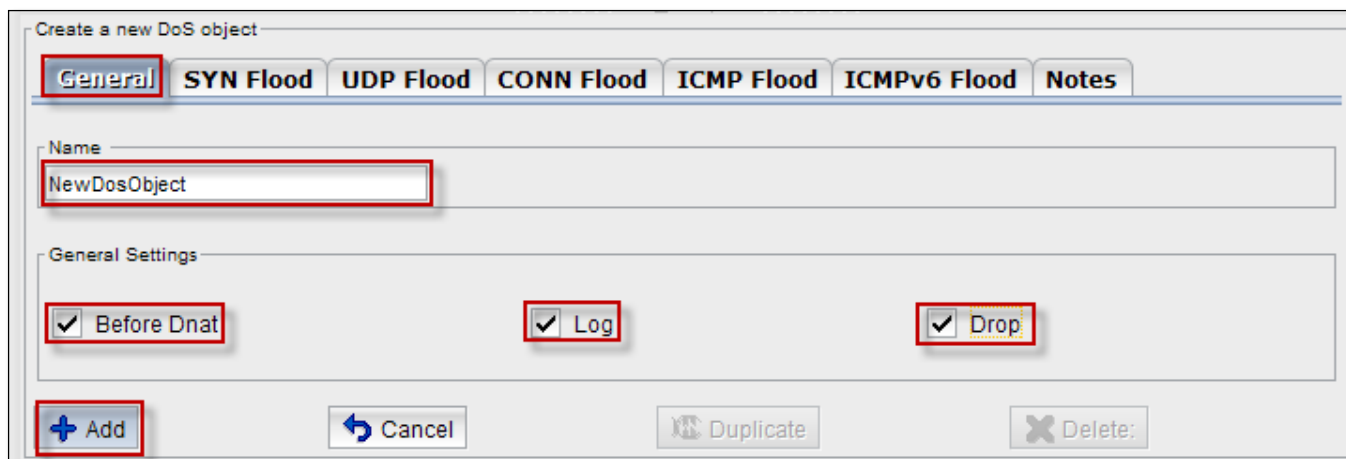 Create a new DoS object
General SYN Flood UDP Flood CONN Flood ICMP Flood ICMPv6 Flood Notes
Name
NewDosObject
General Settings
Before Dnat Log Drop
Add Cancel Duplicate Delete: